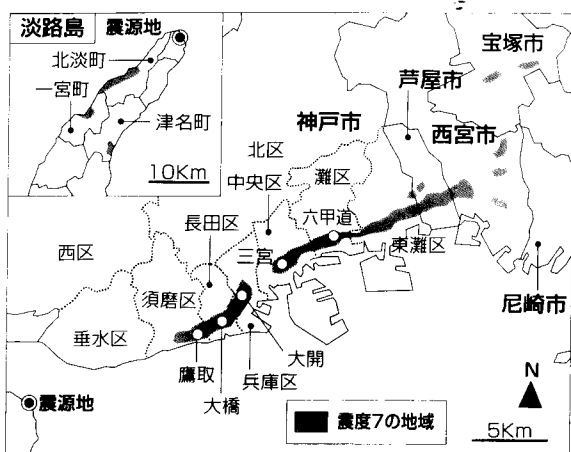 淡路島
震源地
北淡町
一宮町
津名町
10Km
宝塚市
芦屋市
神戸市
西宮市
北区
灘区
中央区
六甲道
長田区
三宮
東灘区
西区
須磨区
尼崎市
垂水区
大開
鷹取
兵庫区
大橋
N
震源地
震度7の地域
5Km